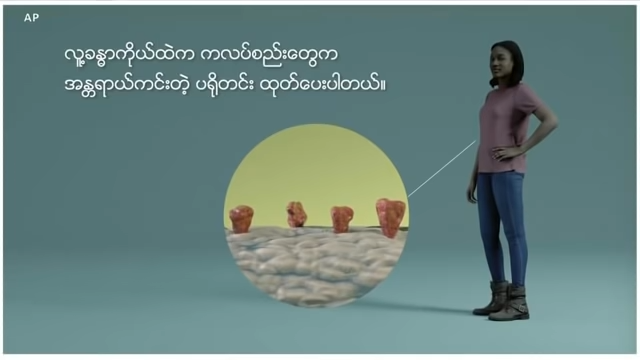 AP
လူ့ခန္ဓာကိုယ်ထဲက ကလပ်စည်းတွေက
အန္တရာယ်ကင်းတဲ့ ပရိုတင်း ထုတ်ပေးပါတယ်။